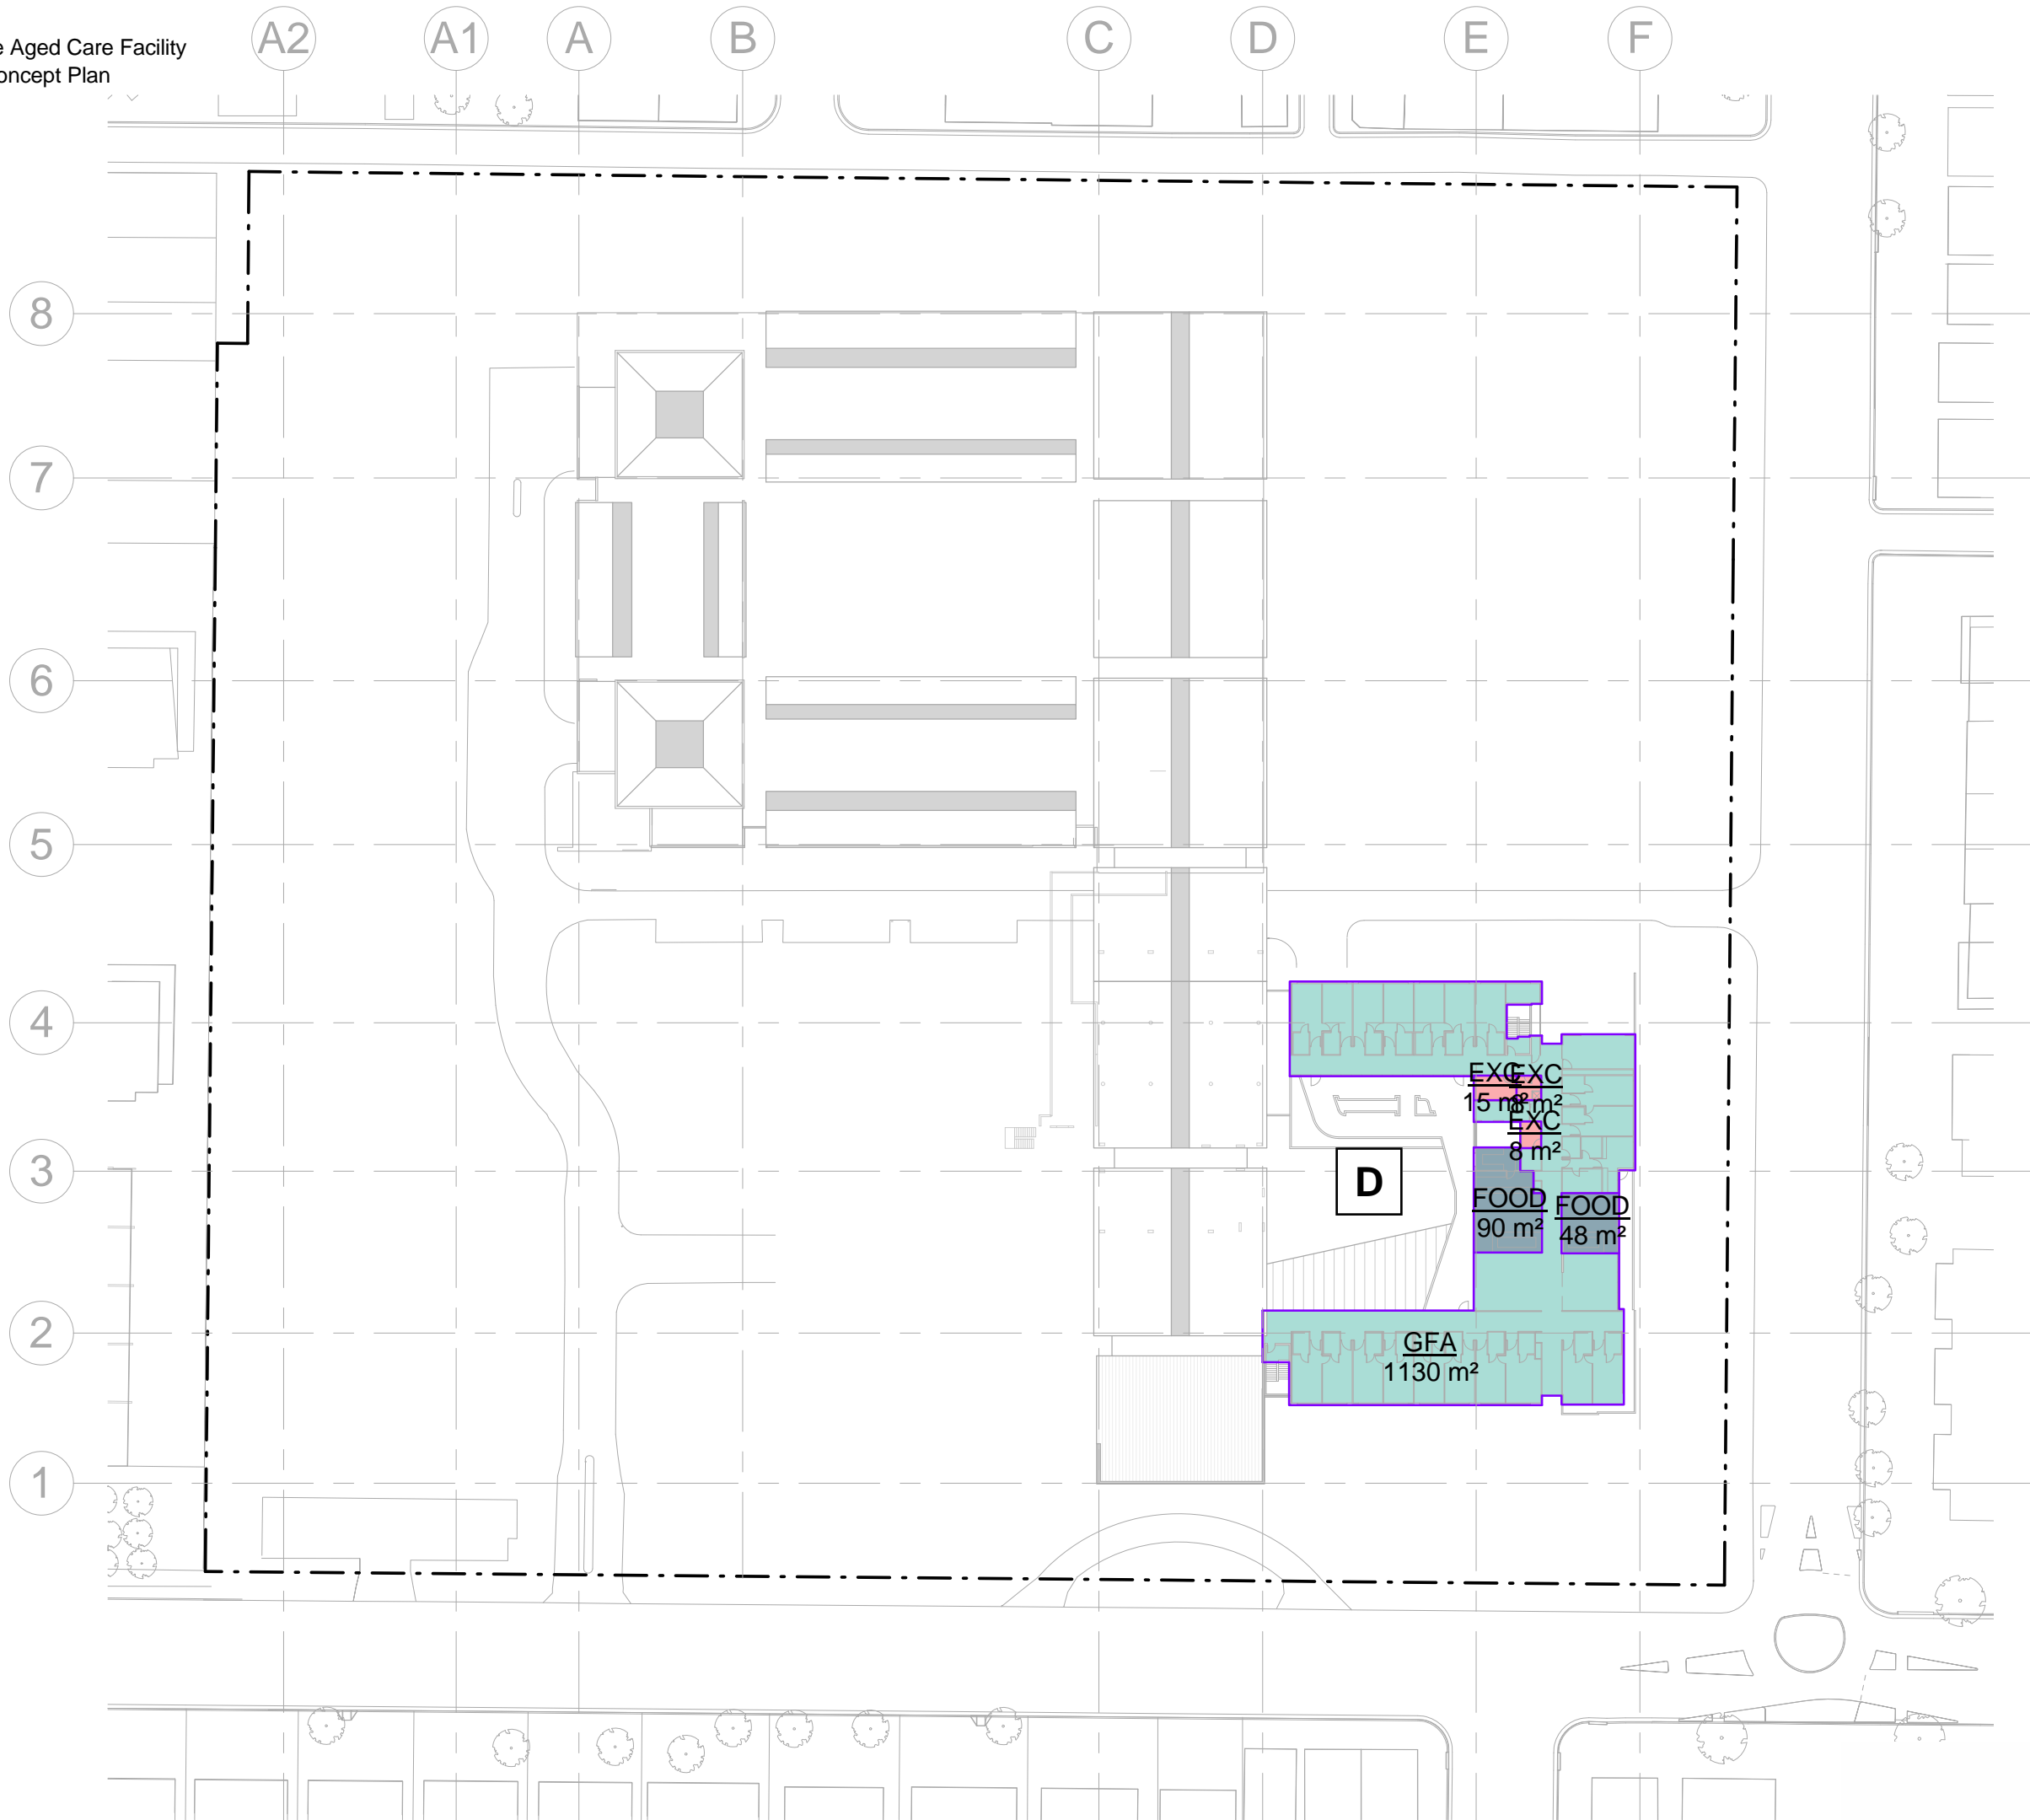 Aged Care Facility
Plan
A2 A1 A B C D E F
8
7
6
5
4
3
2
1
EXC
15 m²
EXC
8 m²
EXC
8 m²
D
FOOD
90 m²
FOOD
48 m²
GFA
1130 m²